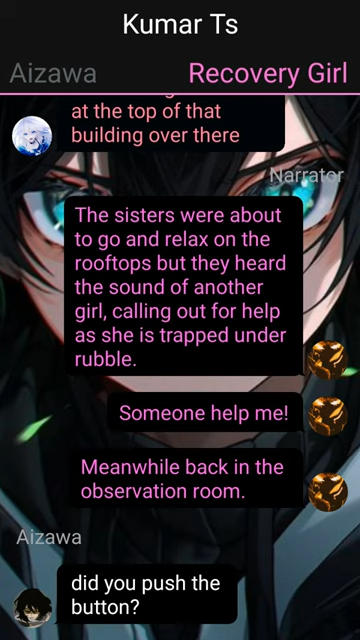 Kumar Ts
Aizawa
Recovery Girl
at the top of that
building over there
Narrator
The sisters were about
to go and relax on the
rooftops but they heard
the sound of another
girl, calling out for help
as she is trapped under
rubble.
Someone help me!
Meanwhile back in the
observation room.
Aizawa
did you push the
button?